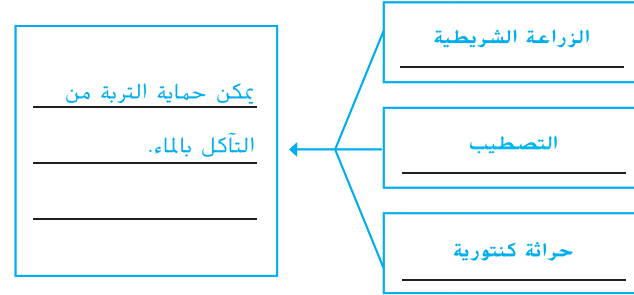 الزراعة الشريطية
التصطيب
حراثة كنتورية
يمكن حماية التربة من
التآكل بالماء.